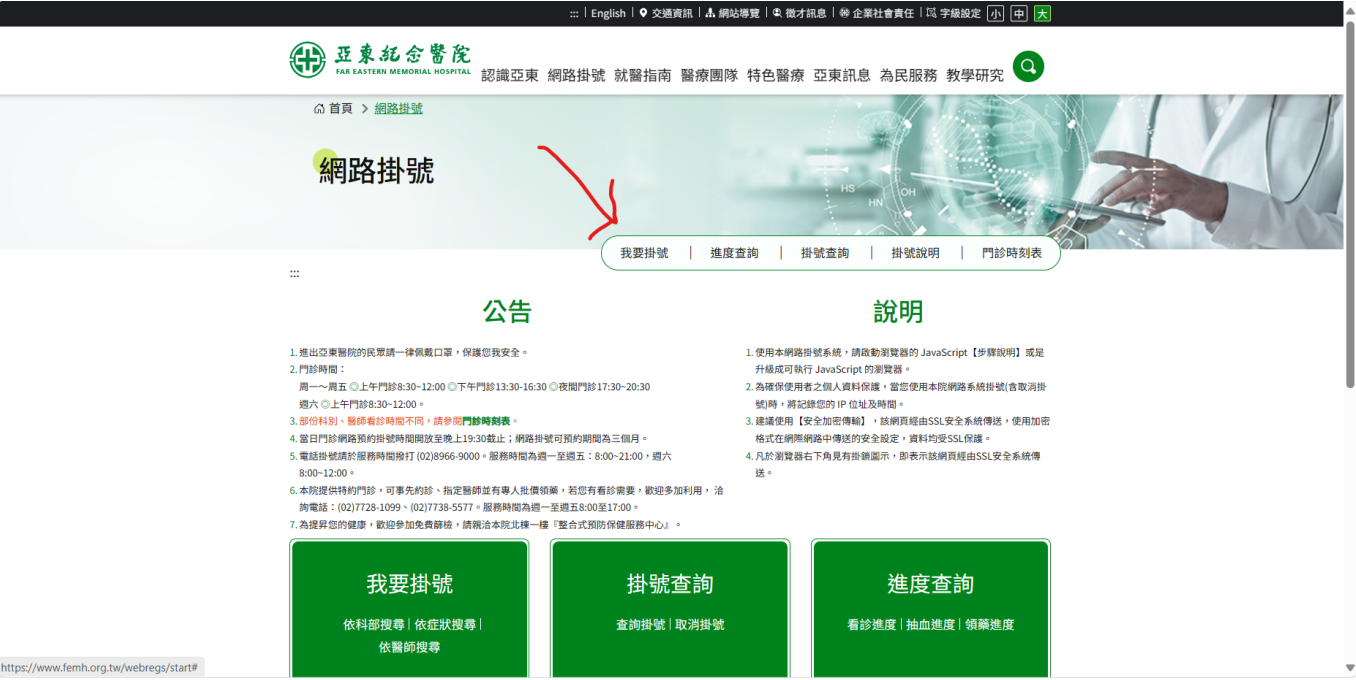 ::: | English | 交通資訊 | 網站導覽 | 徵才訊息 | 企業社會責任 | 字級設定 小 中 大
亞東紀念醫院
FAR EASTERN MEMORIAL HOSPITAL
認識亞東 網路掛號 就醫指南 醫療團隊 特色醫療 亞東訊息 為民服務 教學研究
首頁 > 網路掛號
網路掛號
HS
OH
HN
我要掛號 | 進度查詢 | 掛號查詢 | 掛號說明 | 門診時刻表
:::
公告
1. 進出亞東醫院的民眾請一律佩戴口罩，保護您我安全。
2. 門診時間：
周一～周五 ◎上午門診8:30~12:00 ◎下午門診13:30-16:30 ◎夜間門診17:30~20:30
週六 ◎上午門診8:30~12:00。
3. 部份科別、醫師看診時間不同，請參閱門診時刻表。
4. 當日門診網路預約掛號時間開放至晚上19:30截止；網路掛號可預約期間為三個月。
5. 電話掛號請於服務時間撥打 (02)8966-9000。服務時間為週一至週五：8:00~21:00，週六
8:00~12:00。
6. 本院提供特約門診，可事先約診、指定醫師並有專人批價領藥，若您有看診需要，歡迎多加利用， 洽
詢電話：(02)7728-1099、(02)7738-5577。服務時間為週一至週五8:00至17:00。
7. 為提昇您的健康，歡迎參加免費篩檢，請親洽本院北棟一樓『整合式預防保健服務中心』。
說明
1. 使用本網路掛號系統，請啟動瀏覽器的 JavaScript【步驟說明】或是
升級成可執行 JavaScript 的瀏覽器。
2. 為確保使用者之個人資料保護，當您使用本院網路系統掛號(含取消掛
號)時，將記錄您的 IP 位址及時間。
3. 建議使用【安全加密傳輸】，該網頁經由SSL安全系統傳送，使用加密
格式在網際網路中傳送的安全設定，資料均受SSL保護。
4. 凡於瀏覽器右下角見有掛鎖圖示，即表示該網頁經由SSL安全系統傳
送。
我要掛號
依科部搜尋 | 依症狀搜尋 |
依醫師搜尋
掛號查詢
查詢掛號 | 取消掛號
進度查詢
看診進度 | 抽血進度 | 領藥進度
https://www.femh.org.tw/webregs/start#